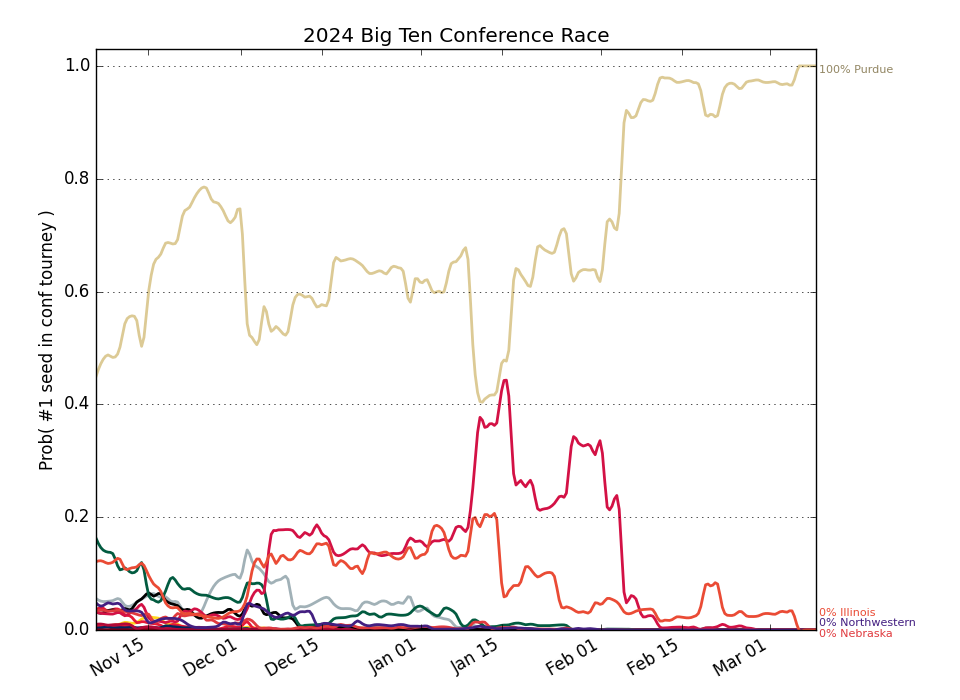 2024 Big Ten Conference Race
Prob( #1 seed in conf tourney )
1.0
0.8
0.6
0.4
0.2
0.0
Nov 15
Dec 01
Dec 15
Jan 01
Jan 15
Feb 01
Feb 15
Mar 01
100% Purdue
0% Illinois
0% Northwestern
0% Nebraska